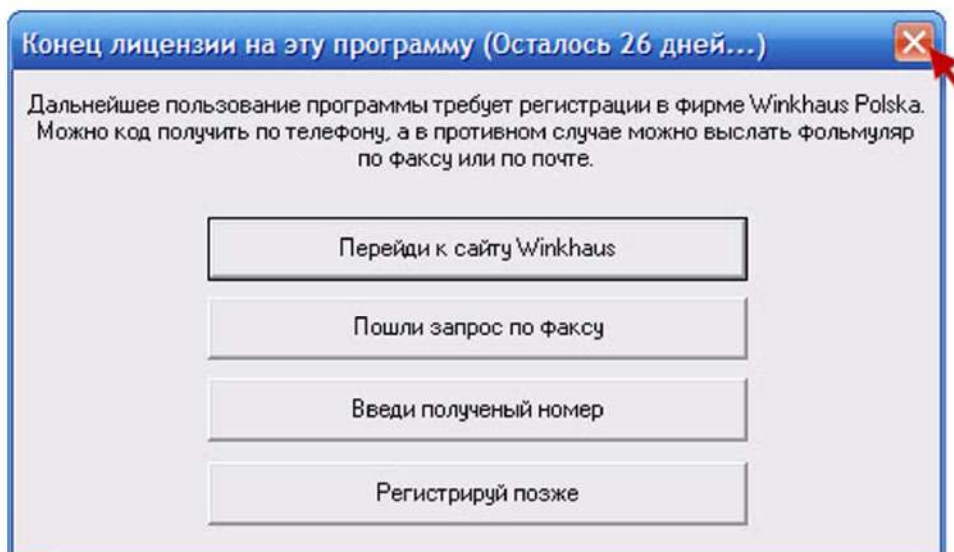 Конец лицензии на эту программу (Осталось 26 дней...)
Дальнейшее пользование программы требует регистрации в фирме Winkhaus Polska.
Можно код получить по телефону, а в противном случае можно выслать фольмуляр
по факсу или по почте.
Перейди к сайту Winkhaus
Пошли запрос по факсу
Введи полученый номер
Регистрируй позже